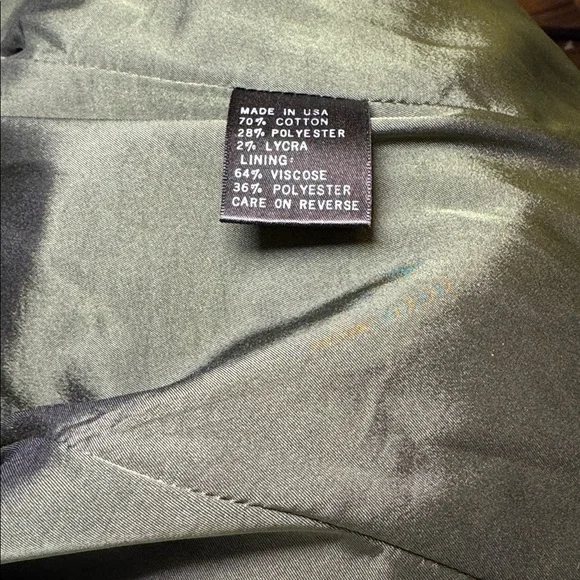 MADE IN USA
70% COTTON
28% POLYESTER
2% LYCRA
LINING:
64% VISCOSE
36% POLYESTER
CARE ON REVERSE